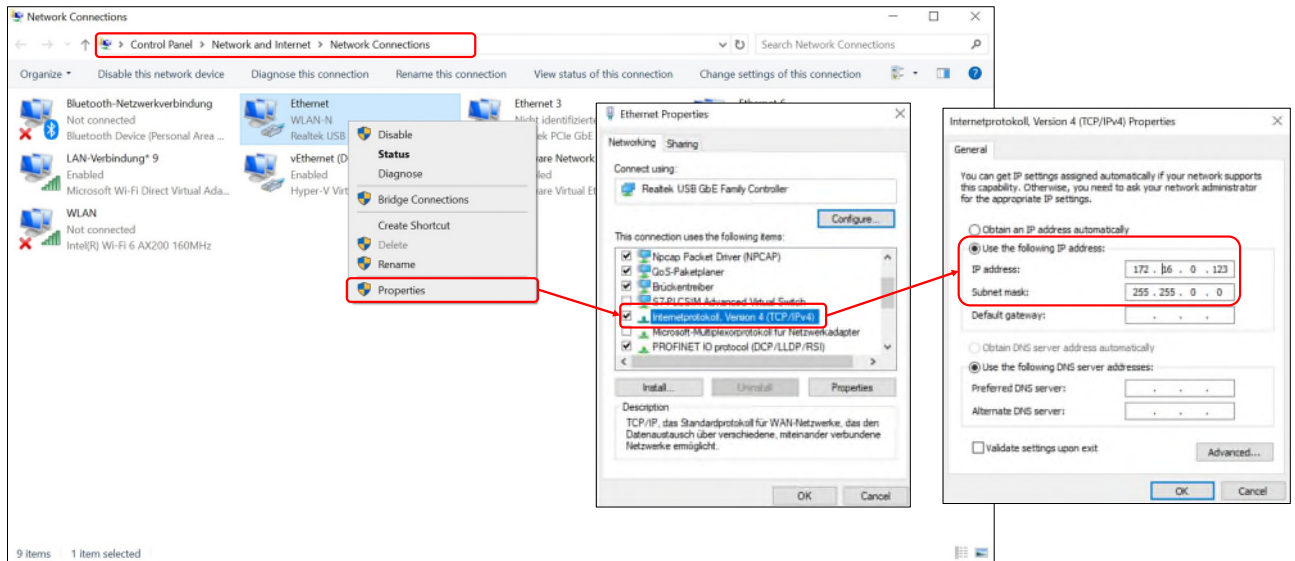 Network Connections
Control Panel > Network and Internet > Network Connections
Search Network Connections
Organize
Disable this network device
Diagnose this connection
Rename this connection
View status of this connection
Change settings of this connection
Bluetooth-Netzwerkverbindung
Not connected
Bluetooth Device (Personal Area ...
Ethernet
WLAN-N
Realtek USB
Ethernet 3
Nicht identifizierte
ek PCIe GbE
LAN-Verbindung* 9
Enabled
Microsoft Wi-Fi Direct Virtual Ada...
vEthernet (D
Enabled
Hyper-V Virt
are Network
led
are Virtual Et
WLAN
Not connected
Intel(R) Wi-Fi 6 AX200 160MHz
Disable
Status
Diagnose
Bridge Connections
Create Shortcut
Delete
Rename
Properties
Ethernet Properties
Networking
Sharing
Connect using:
Realtek USB GbE Family Controller
Configure...
This connection uses the following items:
Npcap Packet Driver (NPCAP)
QoS-Paketplaner
Brückentreiber
S7-PLCSIM Advanced Virtual Switch
Internetprotokoll, Version 4 (TCP/IPv4)
Microsoft-Multiplexorprotokoll für Netzwerkadapter
PROFINET IO protocol (DCP/LLDP/RSI)
Install...
Uninstall
Properties
Description
TCP/IP, das Standardprotokoll für WAN-Netzwerke, das den
Datenaustausch über verschiedene, miteinander verbundene
Netzwerke ermöglicht.
OK
Cancel
Internetprotokoll, Version 4 (TCP/IPv4) Properties
General
You can get IP settings assigned automatically if your network supports
this capability. Otherwise, you need to ask your network administrator
for the appropriate IP settings.
Obtain an IP address automatically
Use the following IP address:
IP address: 172 . 16 . 0 . 123
Subnet mask: 255 . 255 . 0 . 0
Default gateway: . . .
Obtain DNS server address automatically
Use the following DNS server addresses:
Preferred DNS server: . . .
Alternate DNS server: . . .
Validate settings upon exit
Advanced...
OK
Cancel
9 items
1 item selected